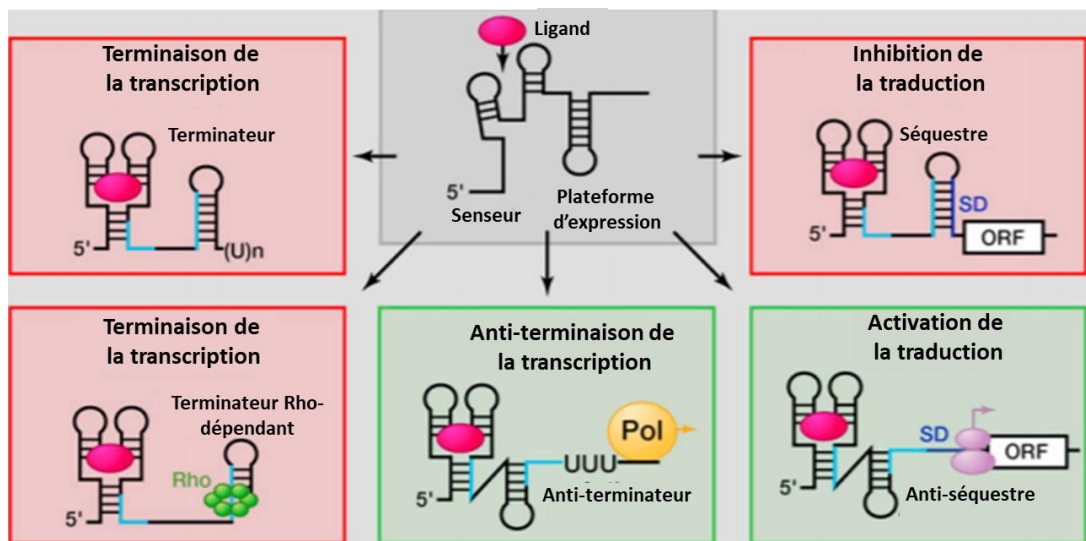 Ligand
Senseur
Plateforme
d'expression
5'
Terminaison de
la transcription
Terminateur
5'
(U)n
Inhibition de
la traduction
Séquestre
SD
5'
ORF
Terminaison de
la transcription
Terminateur Rho-
dépendant
Rho
5'
Anti-terminaison de
la transcription
Pol
UUU
Anti-terminateur
5'
Activation de
la traduction
SD
ORF
Anti-séquestre
5'